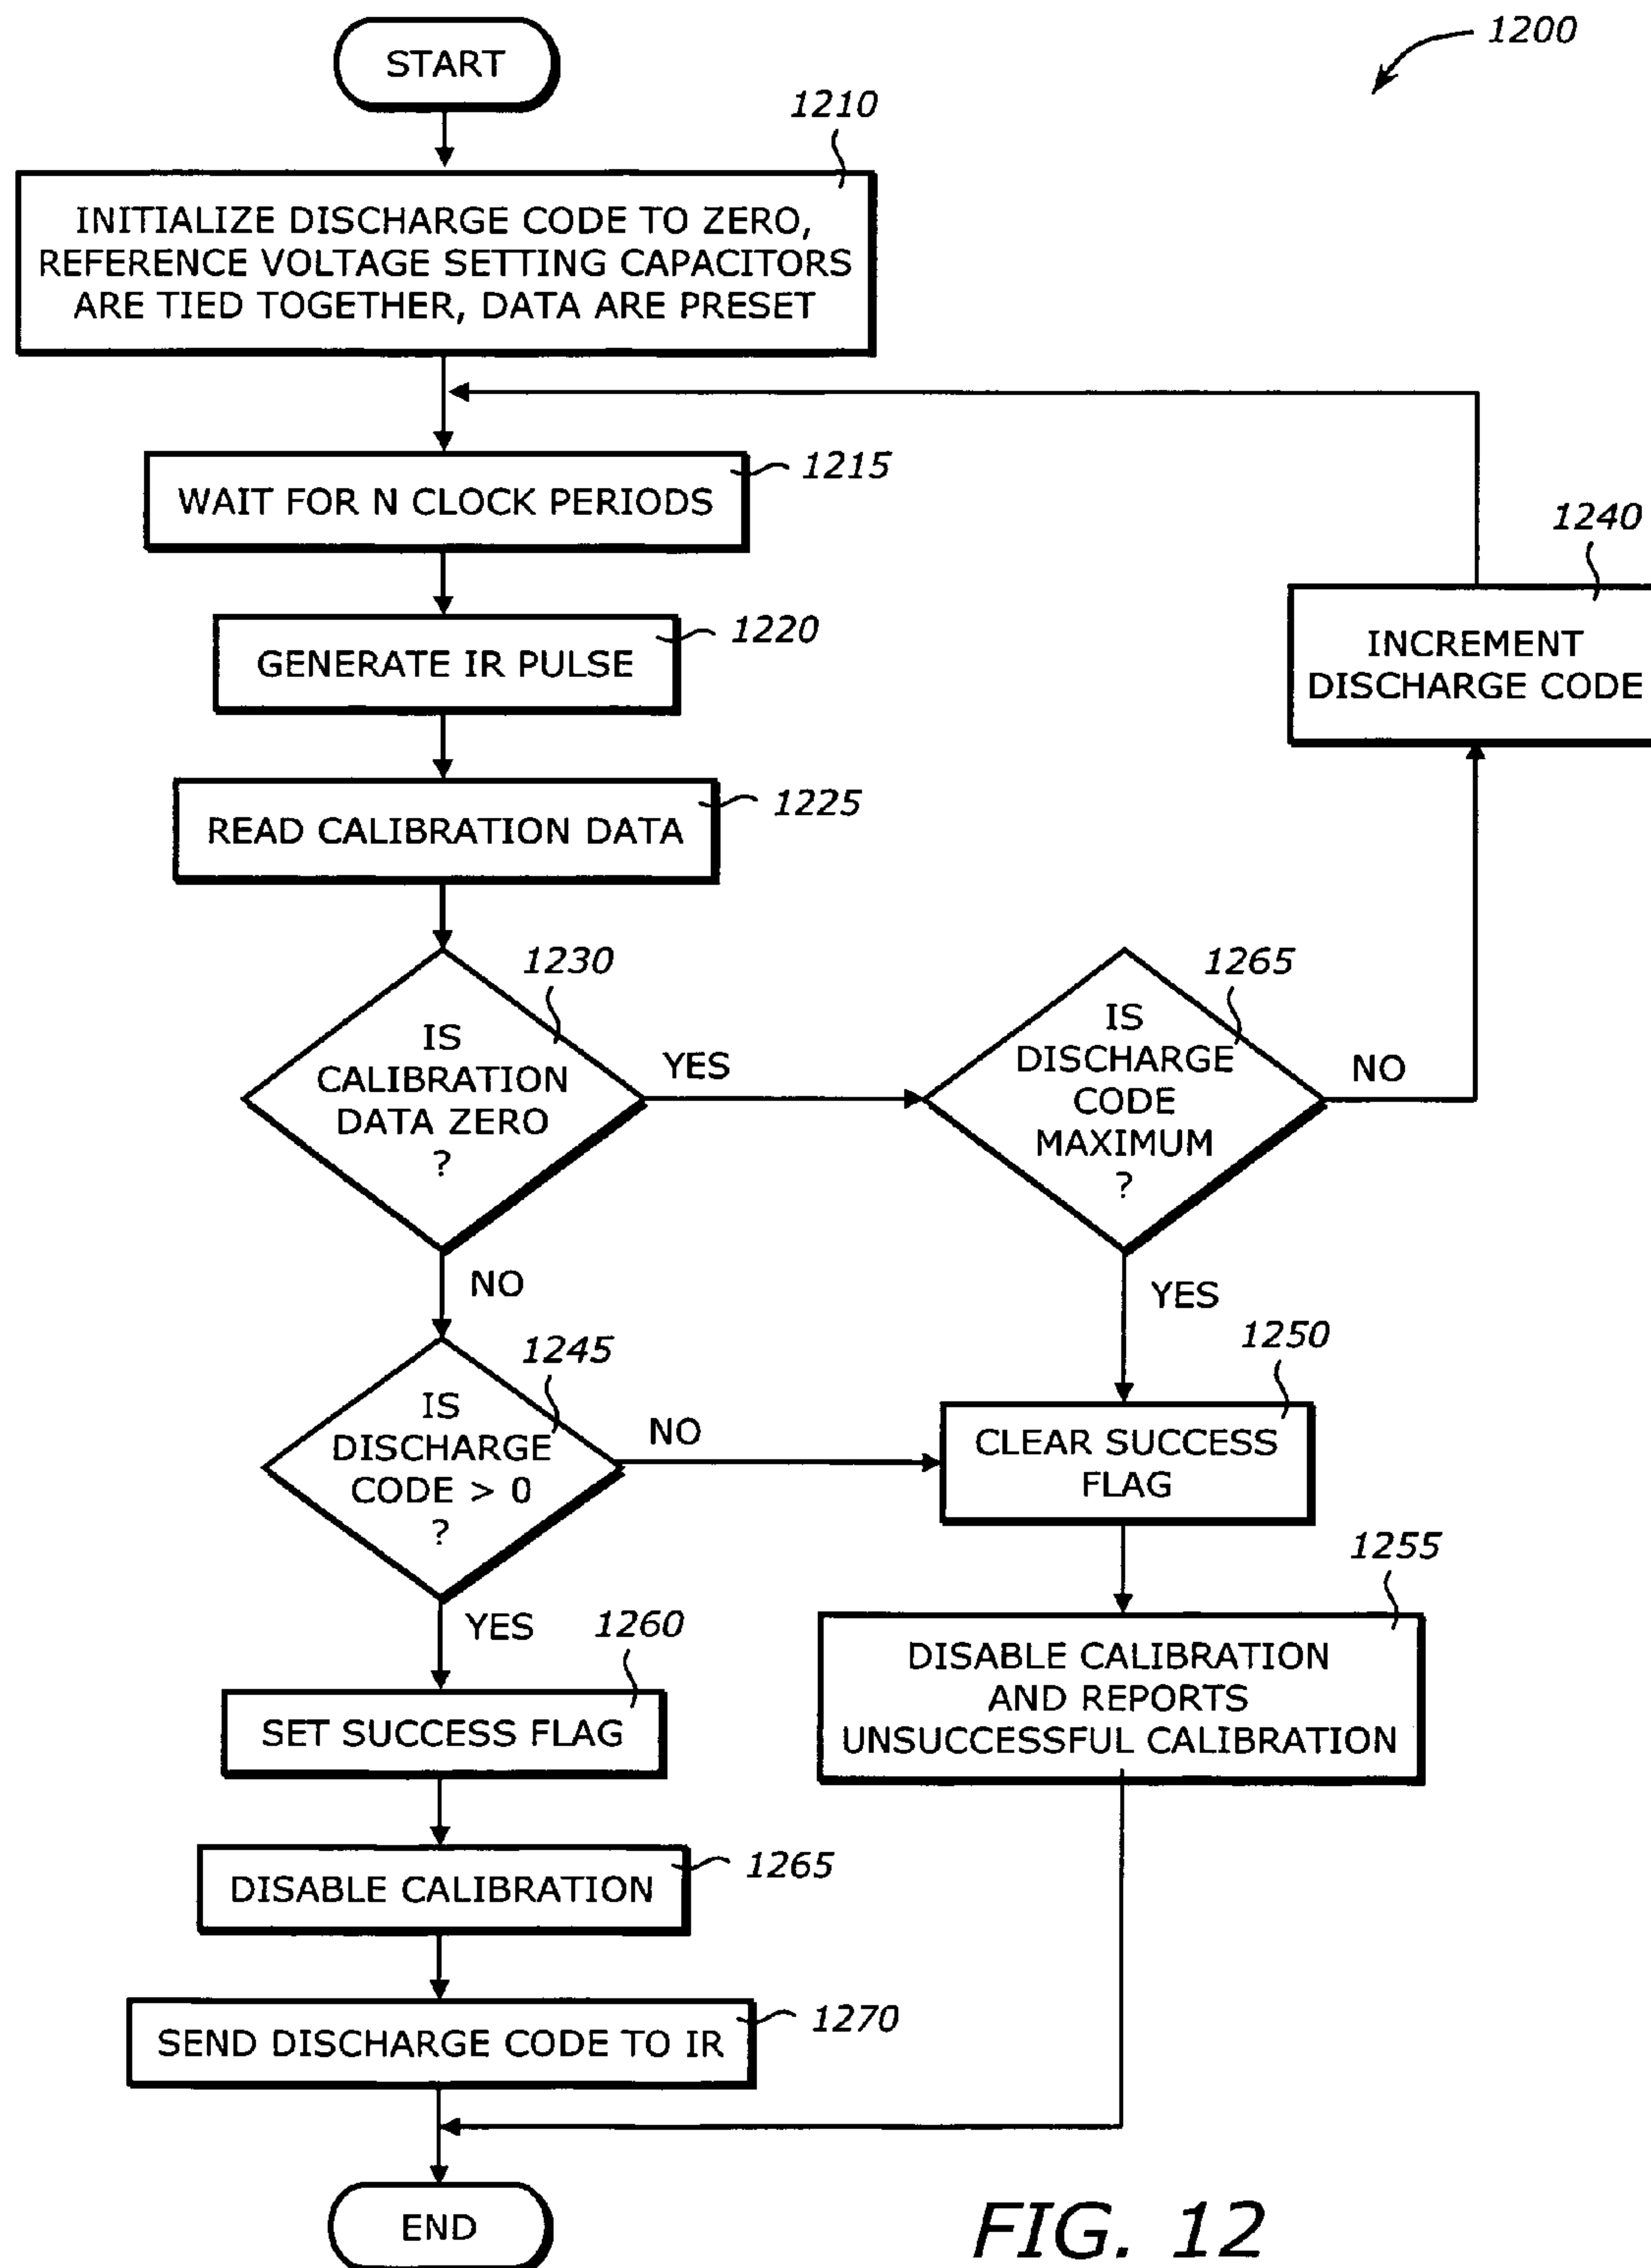 1200
START
1210
INITIALIZE DISCHARGE CODE TO ZERO,
REFERENCE VOLTAGE SETTING CAPACITORS
ARE TIED TOGETHER, DATA ARE PRESET
1215
WAIT FOR N CLOCK PERIODS
1240
INCREMENT
DISCHARGE CODE
1220
GENERATE IR PULSE
1225
READ CALIBRATION DATA
1230
IS
CALIBRATION
DATA ZERO
?
YES
1265
IS
DISCHARGE
CODE
MAXIMUM
?
NO
NO
YES
1245
IS
DISCHARGE
CODE > 0
?
NO
1250
CLEAR SUCCESS
FLAG
1255
DISABLE CALIBRATION
AND REPORTS
UNSUCCESSFUL CALIBRATION
YES
1260
SET SUCCESS FLAG
1265
DISABLE CALIBRATION
1270
SEND DISCHARGE CODE TO IR
END
FIG. 12